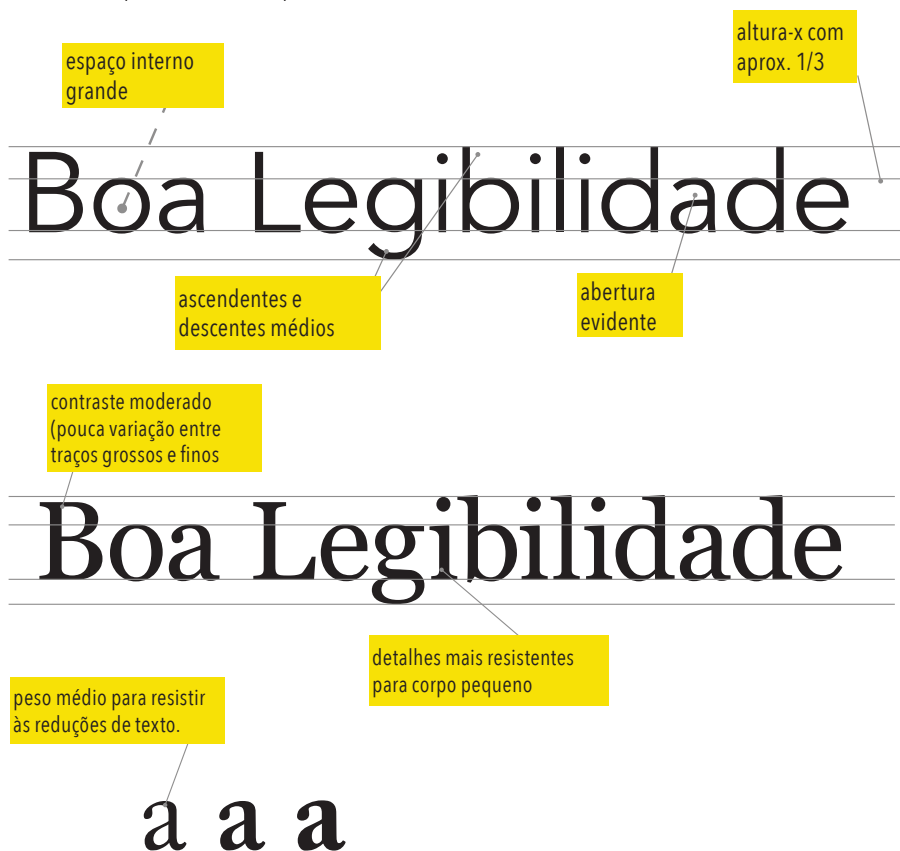 espaço interno
grande
altura-x com
aprox. 1/3
Boa Legibilidade
ascendentes e
descentes médios
abertura
evidente
contraste moderado
(pouca variação entre
traços grossos e finos
Boa Legibilidade
detalhes mais resistentes
para corpo pequeno
peso médio para resistir
às reduções de texto.
a a a